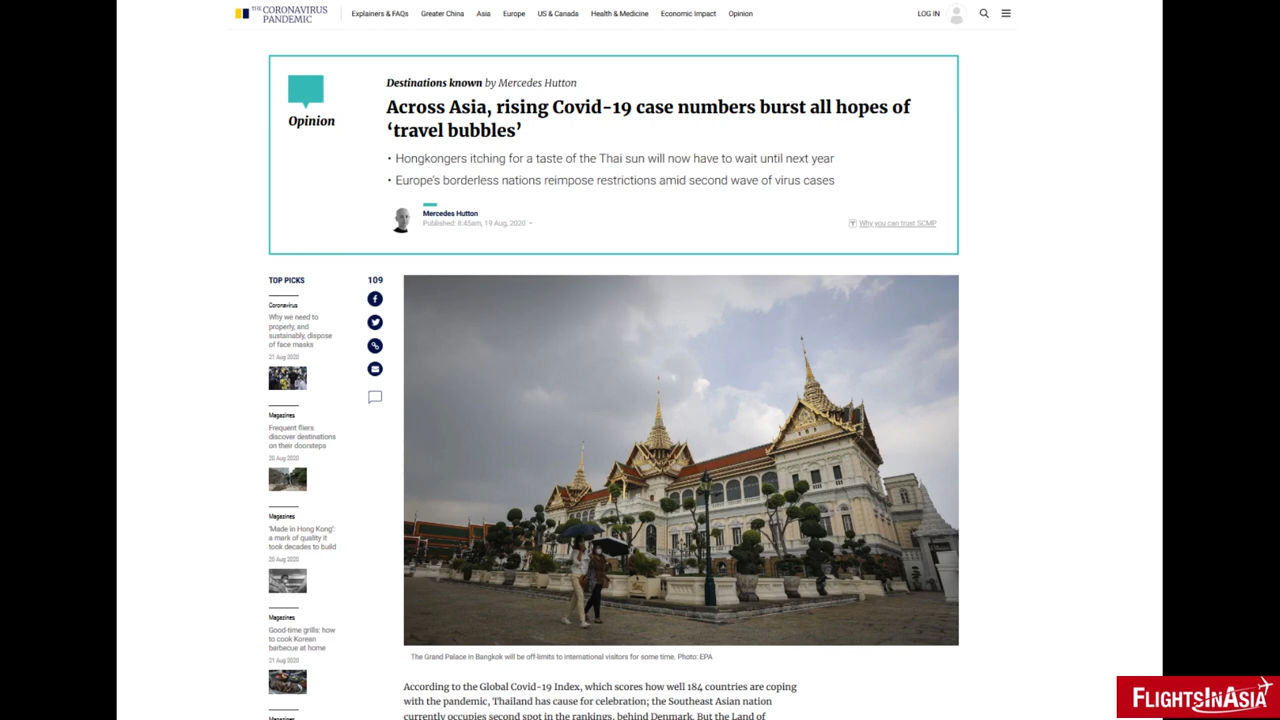 THE CORONAVIRUS
PANDEMIC
Explainers & FAQs
Greater China
Asia
Europe
US & Canada
Health & Medicine
Economic Impact
Opinion
LOG IN
Opinion
Destinations known by Mercedes Hutton
Across Asia, rising Covid-19 case numbers burst all hopes of
‘travel bubbles’
• Hongkongers itching for a taste of the Thai sun will now have to wait until next year
• Europe’s borderless nations reimpose restrictions amid second wave of virus cases
Mercedes Hutton
Published: 8:45am, 19 Aug, 2020
Why you can trust SCMP
TOP PICKS
Coronavirus
Why we need to
properly, and
sustainably, dispose
of face masks
21 Aug 2020
Magazines
Frequent fliers
discover destinations
on their doorsteps
20 Aug 2020
Magazines
‘Made in Hong Kong’:
a mark of quality it
took decades to build
20 Aug 2020
Magazines
Good-time grills: how
to cook Korean
barbecue at home
21 Aug 2020
Magazines
109
The Grand Palace in Bangkok will be off-limits to international visitors for some time. Photo: EPA
According to the Global Covid-19 Index, which scores how well 184 countries are coping
with the pandemic, Thailand has cause for celebration; the Southeast Asian nation
currently occupies second spot in the rankings, behind Denmark. But the Land of
FLIGHTSINASIA